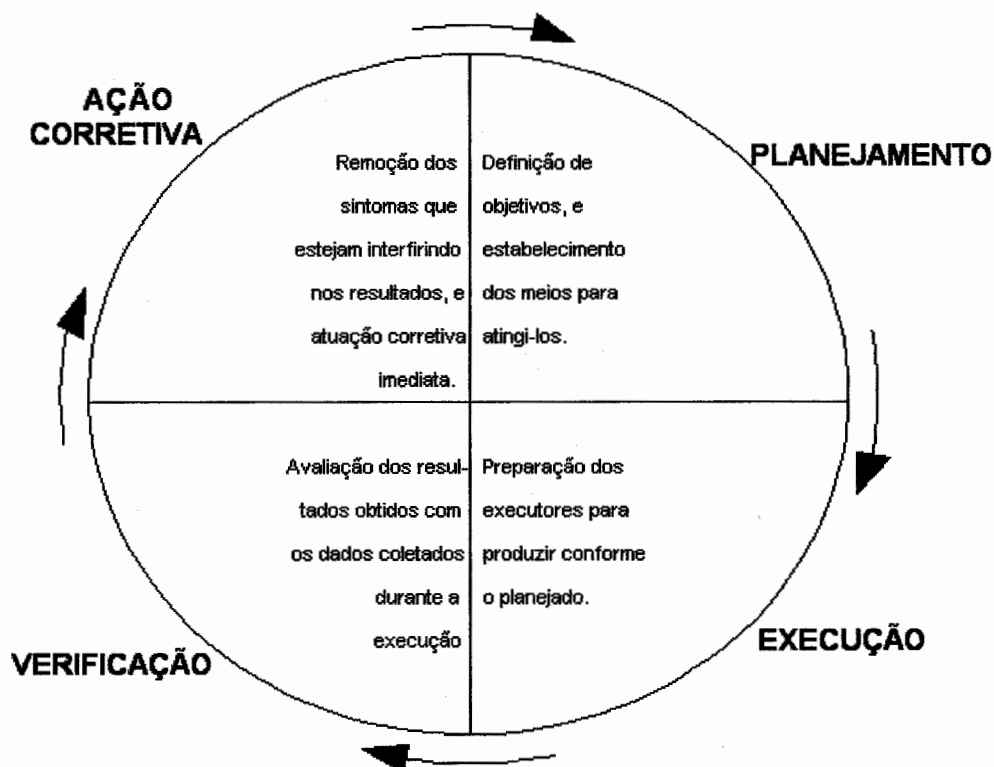 AÇÃO
CORRETIVA
Remoção dos
sintomas que
estejam interfirindo
nos resultados, e
atuação corretiva
imediata.
PLANEJAMENTO
Definição de
objetivos, e
estabelecimento
dos meios para
atingi-los.
Avaliação dos resul-
tados obtidos com
os dados coletados
durante a
execução
VERIFICAÇÃO
Preparação dos
executores para
produzir conforme
o planejado.
EXECUÇÃO